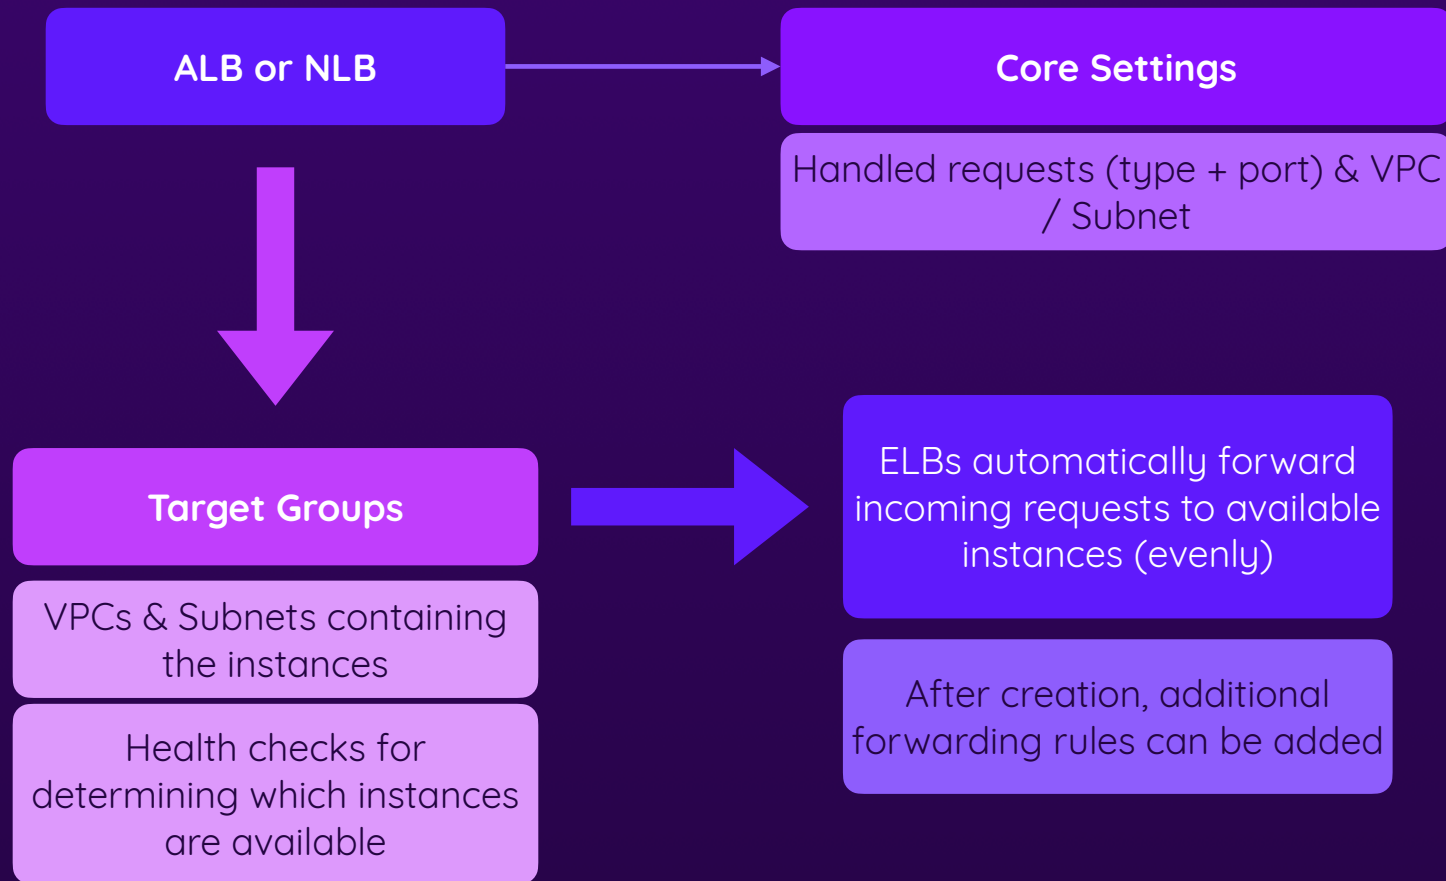 ALB or NLB
Core Settings
Handled requests (type + port) & VPC
/ Subnet
Target Groups
VPCs & Subnets containing
the instances
Health checks for
determining which instances
are available
ELBs automatically forward
incoming requests to available
instances (evenly)
After creation, additional
forwarding rules can be added